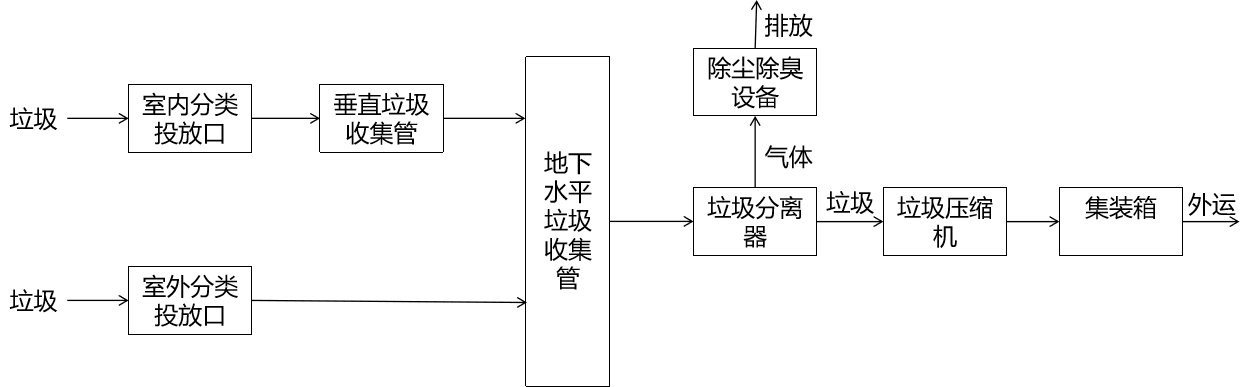 垃圾
室内分类
投放口
垂直垃圾
收集管
垃圾
室外分类
投放口
地下
水平
垃圾
收集
管
排放
除尘除臭
设备
气体
垃圾分离
器
垃圾
垃圾压缩
机
集装箱
外运